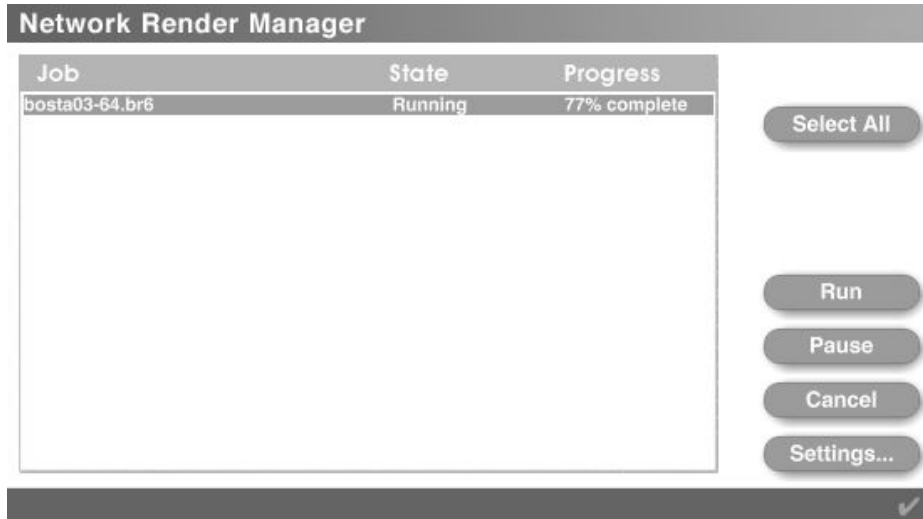 Network Render Manager
Job State Progress
bosta03-64.br6 Running 77% complete
Select All
Run
Pause
Cancel
Settings...